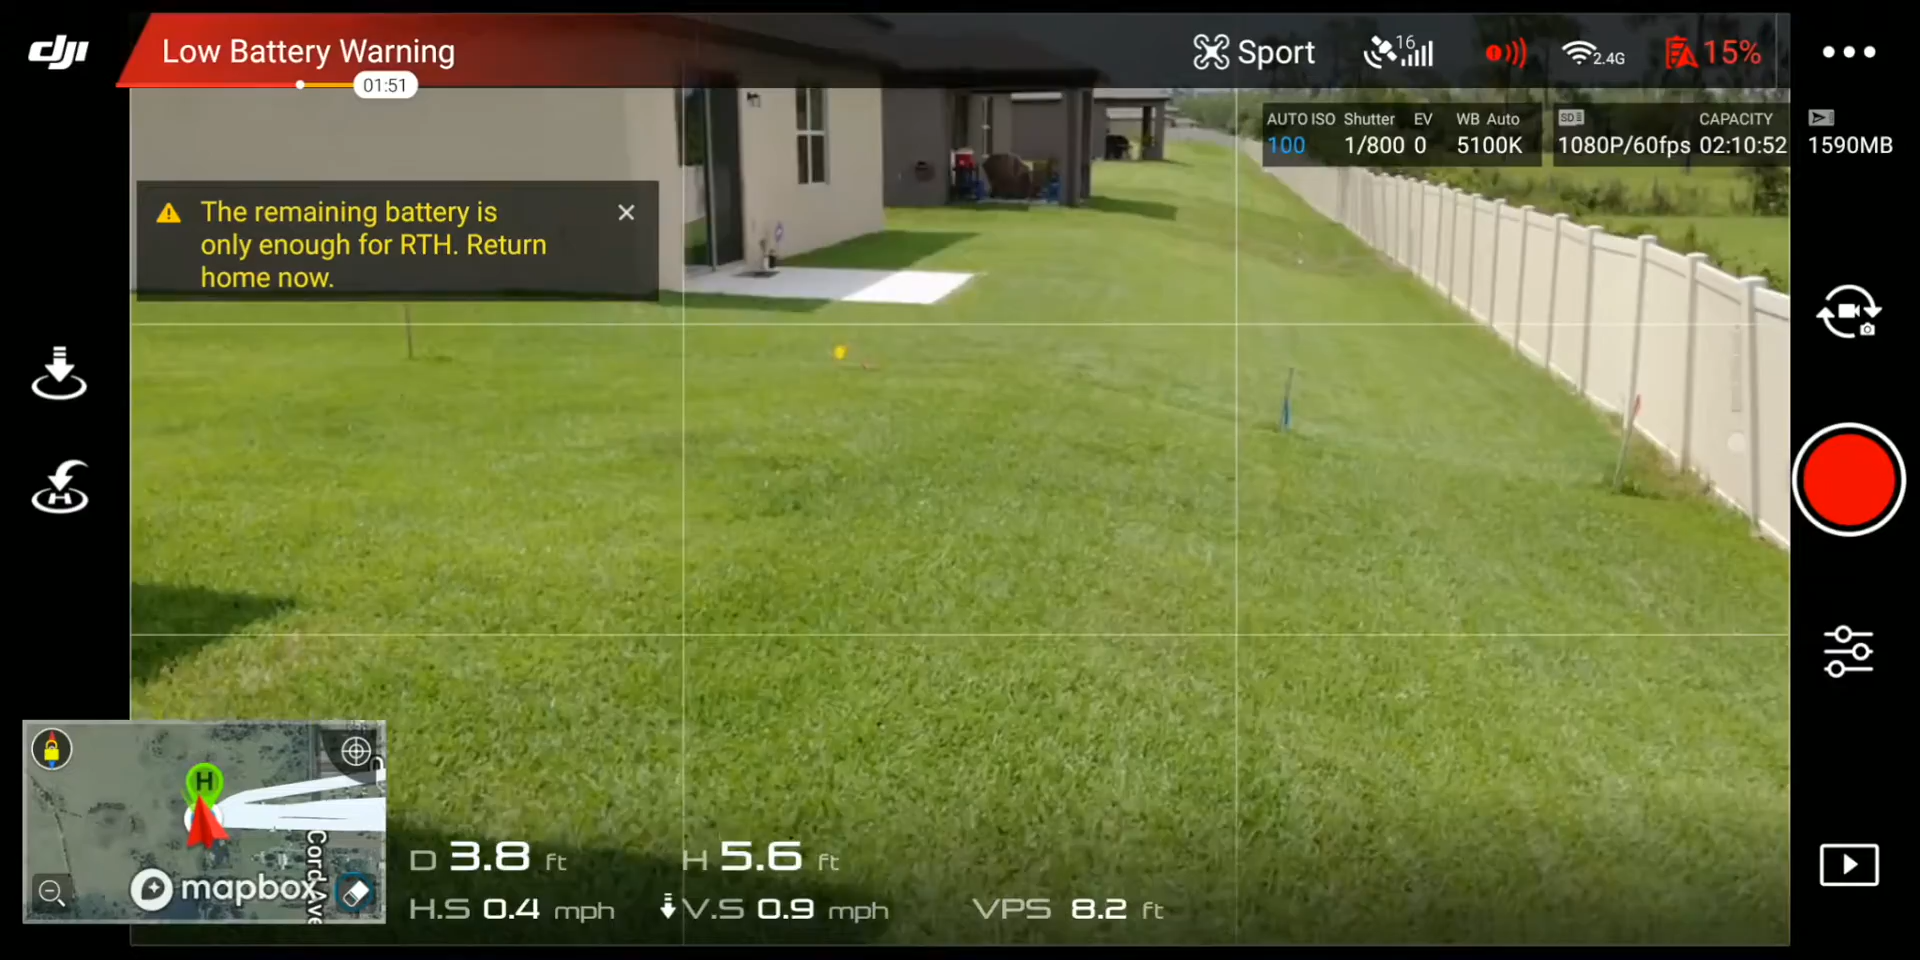 dji
Low Battery Warning
01:51
Sport
16
2.4G
15%
AUTO ISO Shutter EV WB Auto
100 1/800 0 5100K
SD CAPACITY
1080P/60fps 02:10:52
1590MB
The remaining battery is
only enough for RTH. Return
home now.
H
H
mapbox
Cord Ave
D 3.8 ft H 5.6 ft
H.S 0.4 mph V.S 0.9 mph VPS 8.2 ft